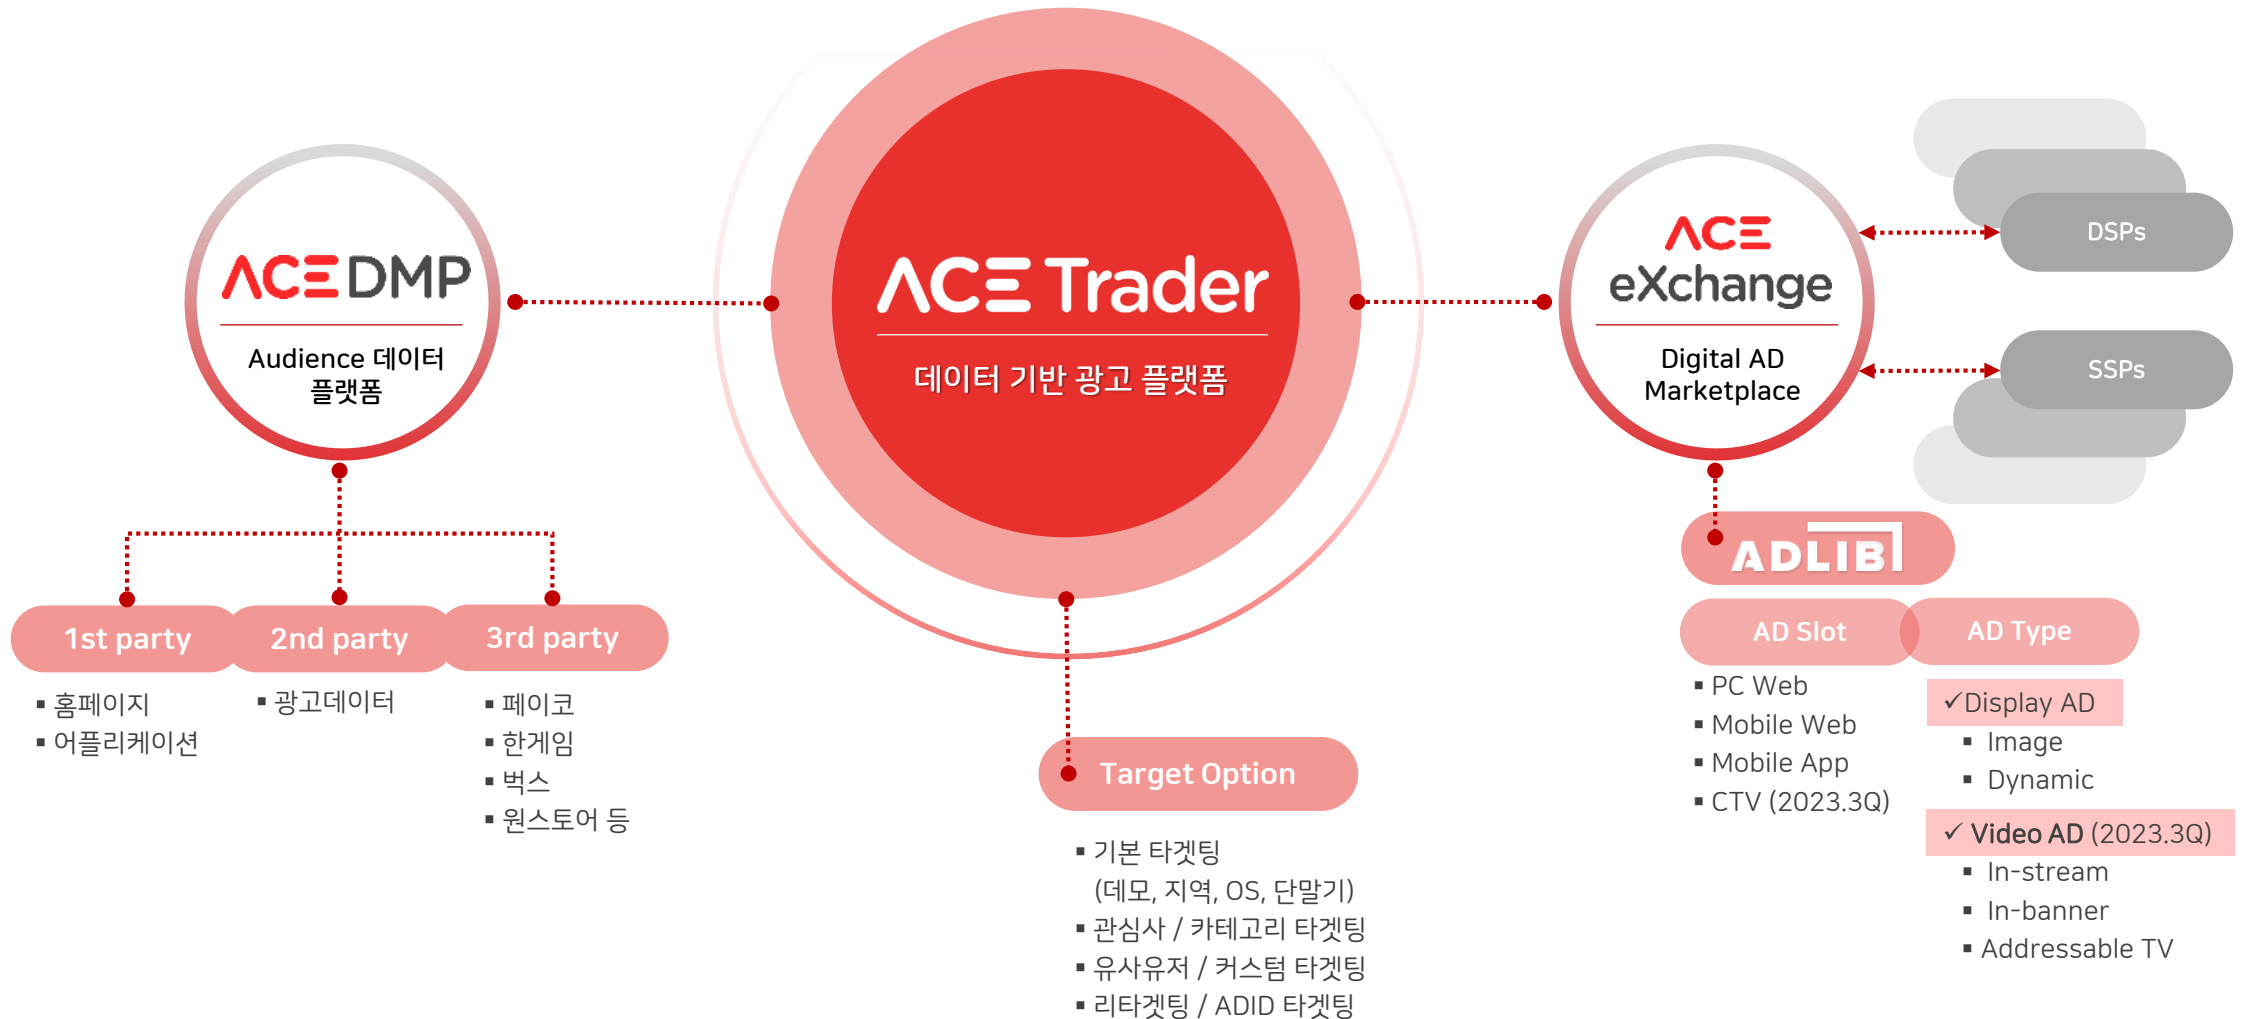 ACE DMP
Audience 데이터
플랫폼
1st party
▪ 홈페이지
▪ 어플리케이션
2nd party
▪ 광고데이터
3rd party
▪ 페이코
▪ 한게임
▪ 벅스
▪ 원스토어 등
ACE Trader
데이터 기반 광고 플랫폼
Target Option
▪ 기본 타겟팅
(데모, 지역, OS, 단말기)
▪ 관심사 / 카테고리 타겟팅
▪ 유사유저 / 커스텀 타겟팅
▪ 리타겟팅 / ADID 타겟팅
ACE
eXchange
Digital AD
Marketplace
DSPs
SSPs
ADLIB
AD Slot
▪ PC Web
▪ Mobile Web
▪ Mobile App
▪ CTV (2023.3Q)
AD Type
✓Display AD
▪ Image
▪ Dynamic
✓ Video AD (2023.3Q)
▪ In-stream
▪ In-banner
▪ Addressable TV